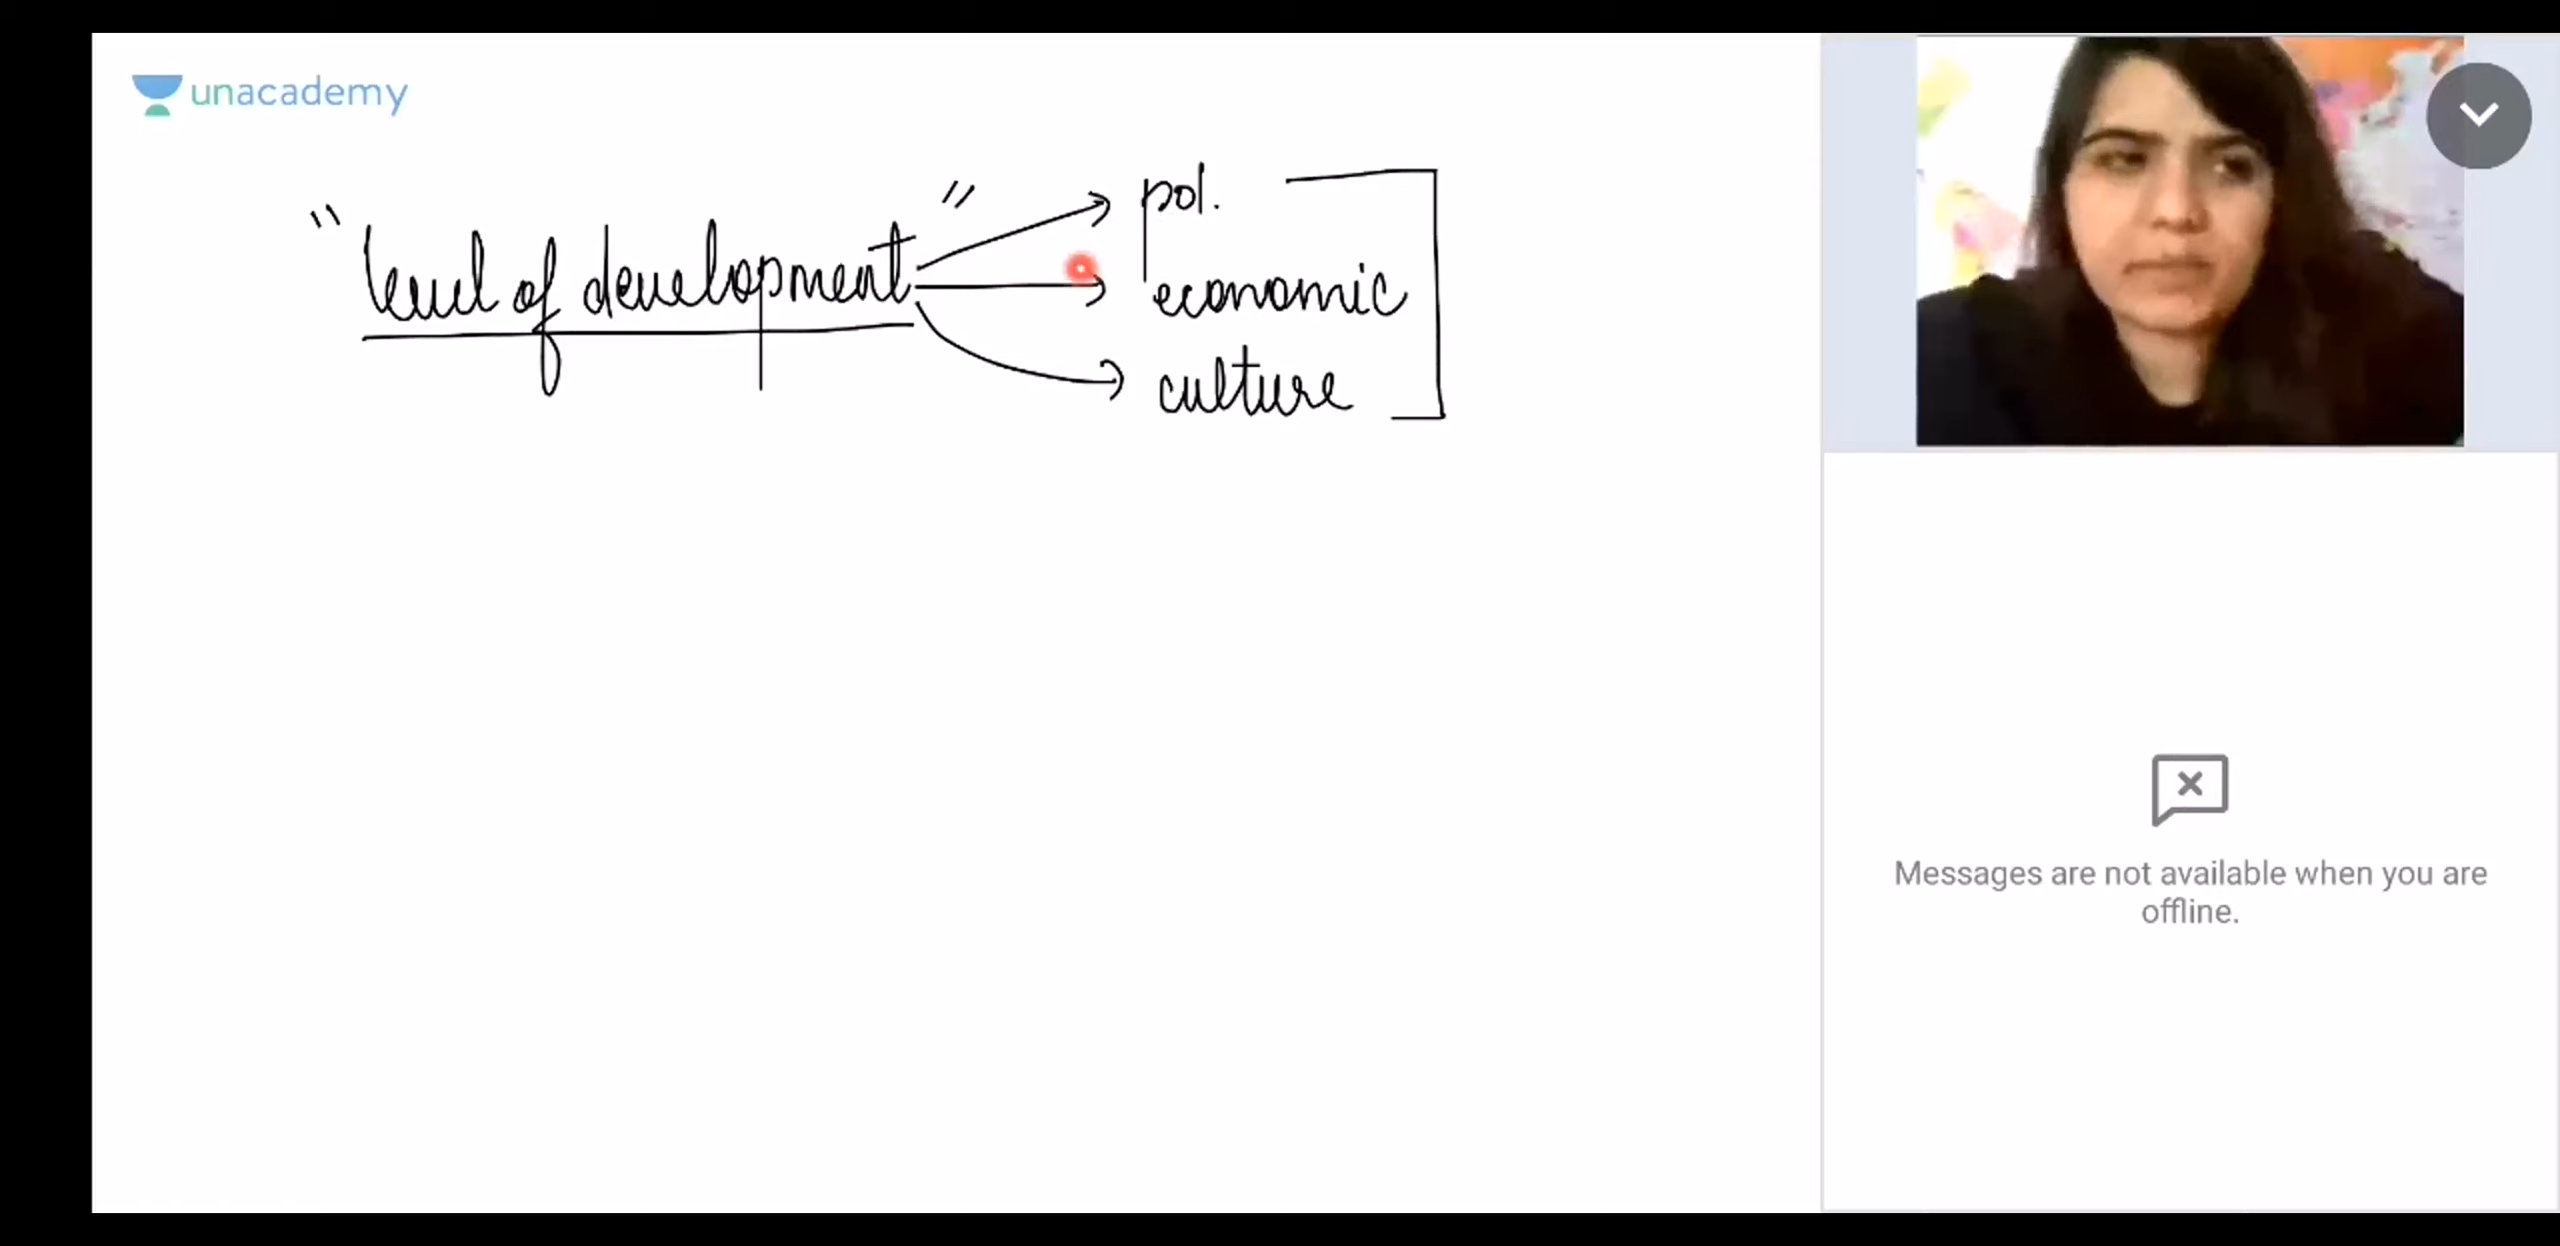 unacademy
"level of development"
pol.
economic
culture
Messages are not available when you are
offline.